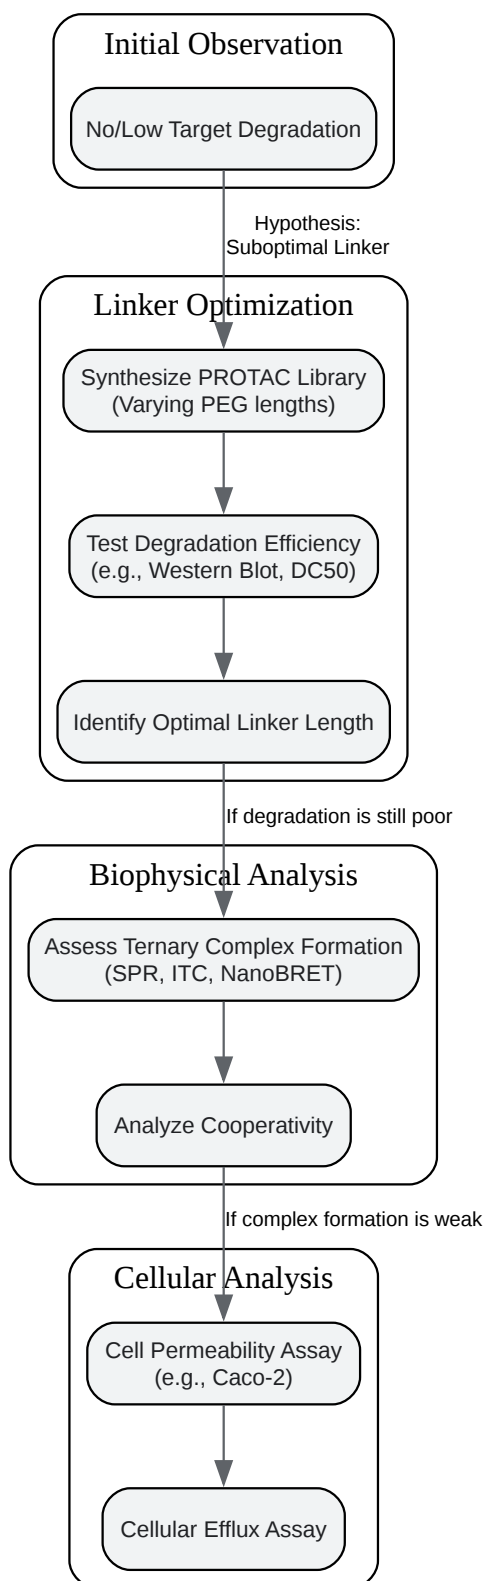 Initial Observation
No/Low Target Degradation
Hypothesis:
Suboptimal Linker
Linker Optimization
Synthesize PROTAC Library
(Varying PEG lengths)
Test Degradation Efficiency
(e.g., Western Blot, DC50)
Identify Optimal Linker Length
If degradation is still poor
Biophysical Analysis
Assess Ternary Complex Formation
(SPR, ITC, NanoBRET)
Analyze Cooperativity
If complex formation is weak
Cellular Analysis
Cell Permeability Assay
(e.g., Caco-2)
Cellular Efflux Assay